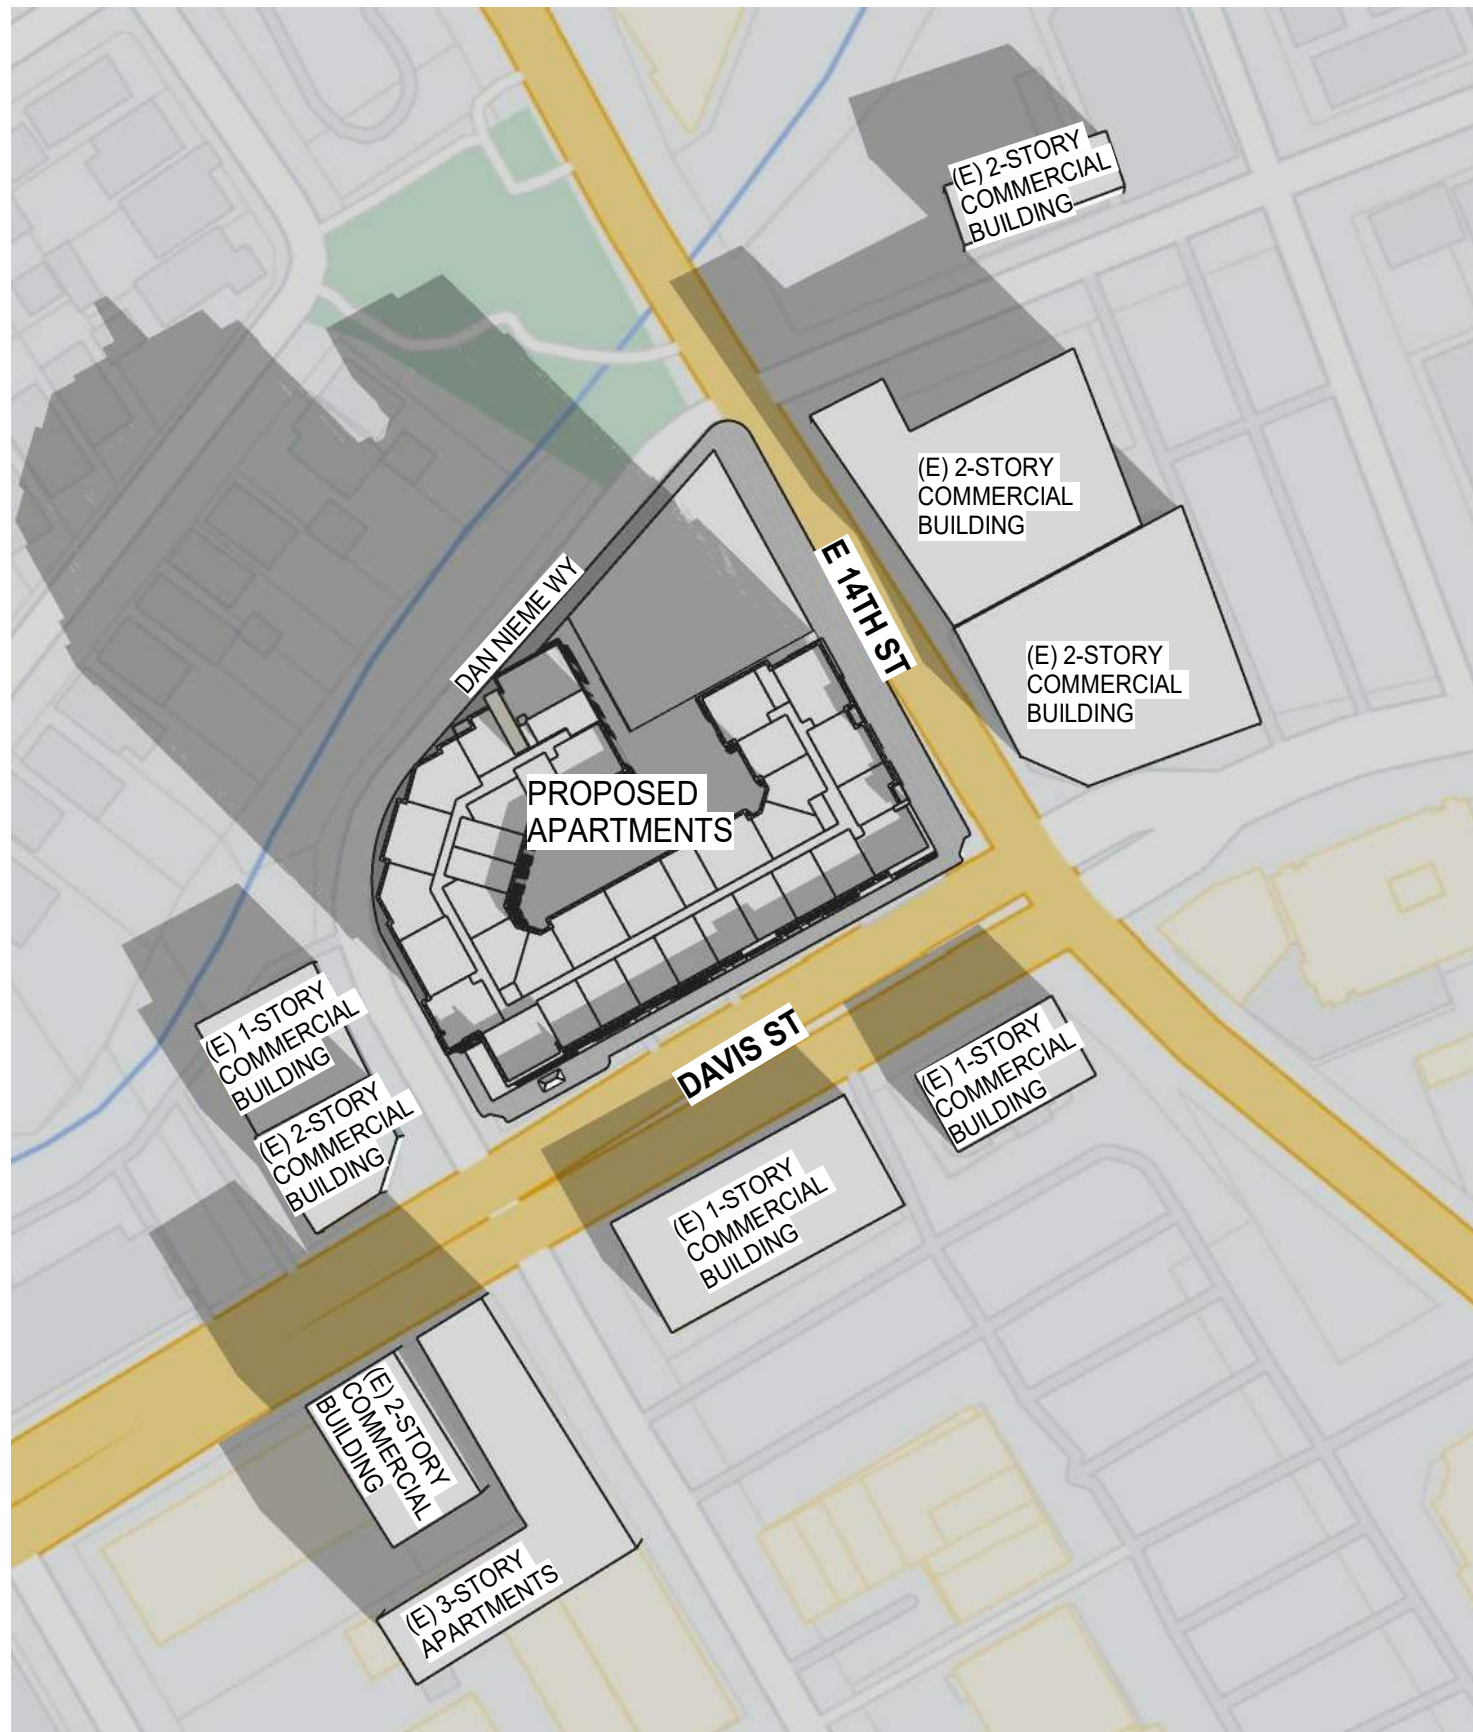 (E) 2-STORY
COMMERCIAL
BUILDING
(E) 2-STORY
COMMERCIAL
BUILDING
E 14TH ST
DAN NIEME WY
(E) 2-STORY
COMMERCIAL
BUILDING
PROPOSED
APARTMENTS
(E) 1-STORY
COMMERCIAL
BUILDING
DAVIS ST
(E) 1-STORY
COMMERCIAL
BUILDING
(E) 2-STORY
COMMERCIAL
BUILDING
(E) 1-STORY
COMMERCIAL
BUILDING
(E) 2-STORY
COMMERCIAL
BUILDING
(E) 3-STORY
APARTMENTS